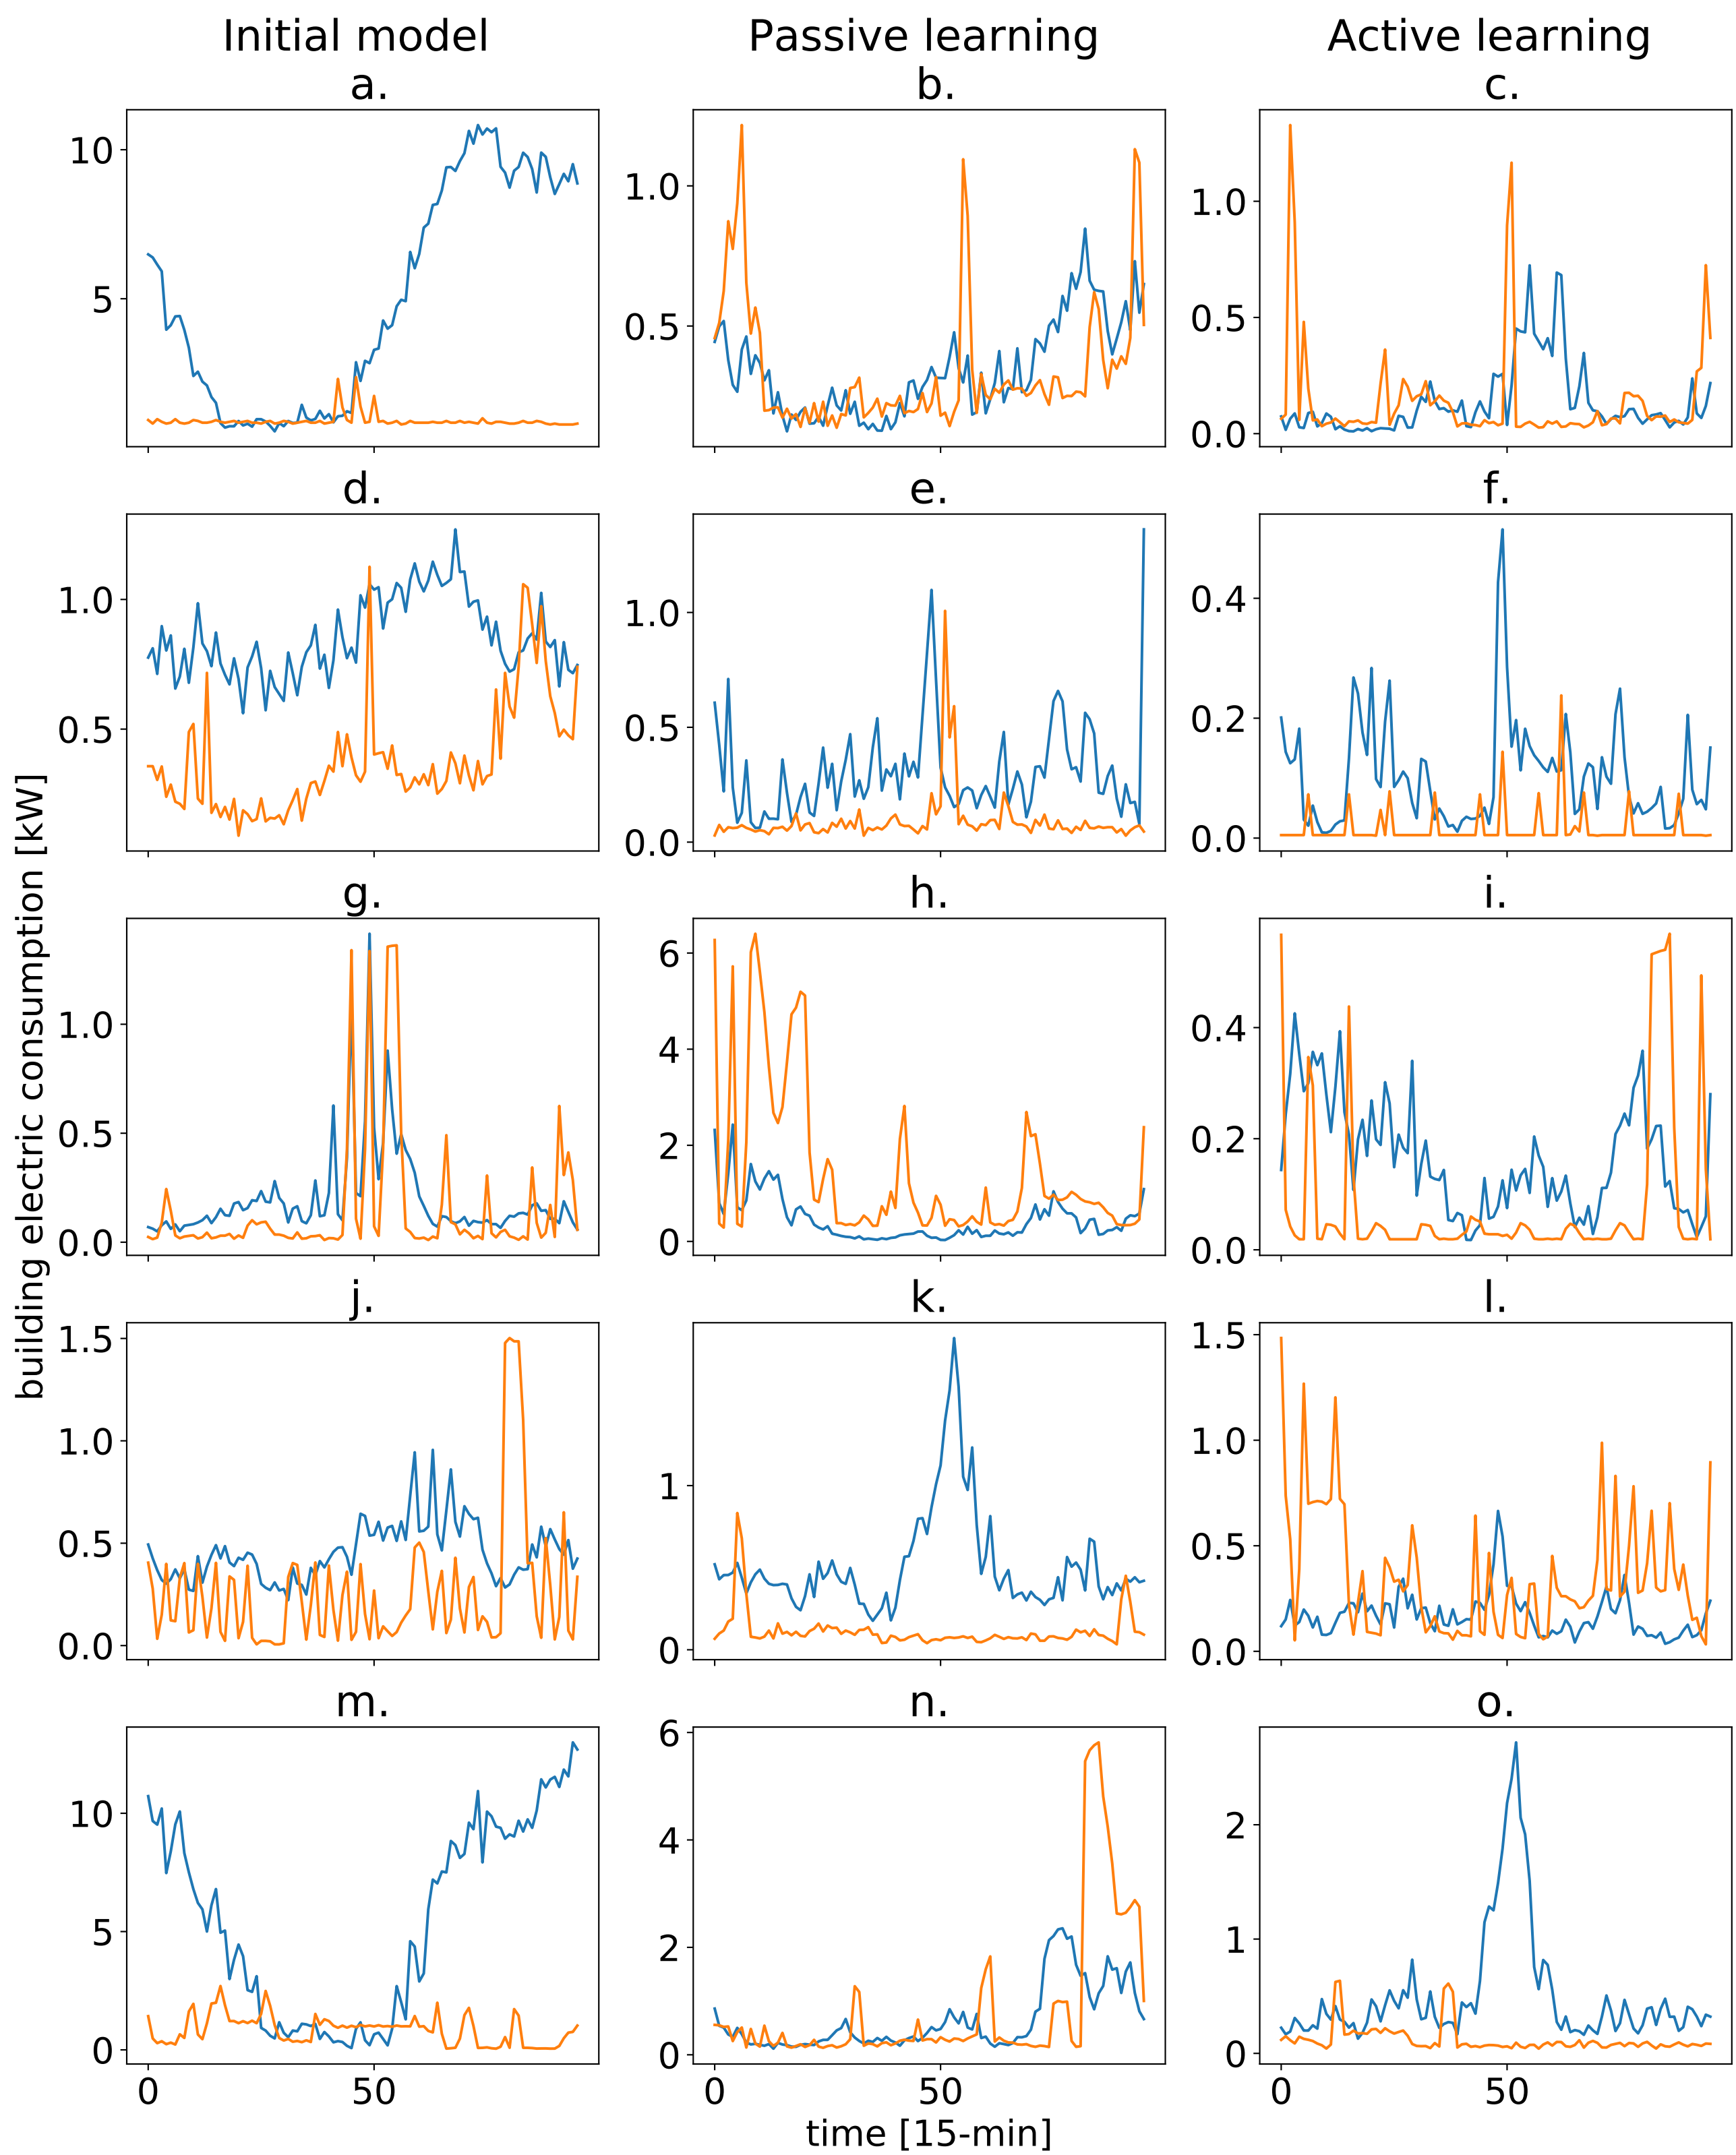 Initial model
Passive learning
Active learning
a.
b.
c.
10
5
1.0
0.5
1.0
0.5
0.0
d.
e.
f.
1.0
0.5
1.0
0.5
0.0
0.4
0.2
0.0
building electric consumption [kW]
g.
h.
i.
1.0
0.5
0.0
6
4
2
0
0.4
0.2
0.0
j.
k.
l.
1.5
1.0
0.5
0.0
1
0
1.5
1.0
0.5
0.0
m.
n.
o.
10
5
0
6
4
2
0
2
1
0
0
50
0
50
0
50
time [15-min]